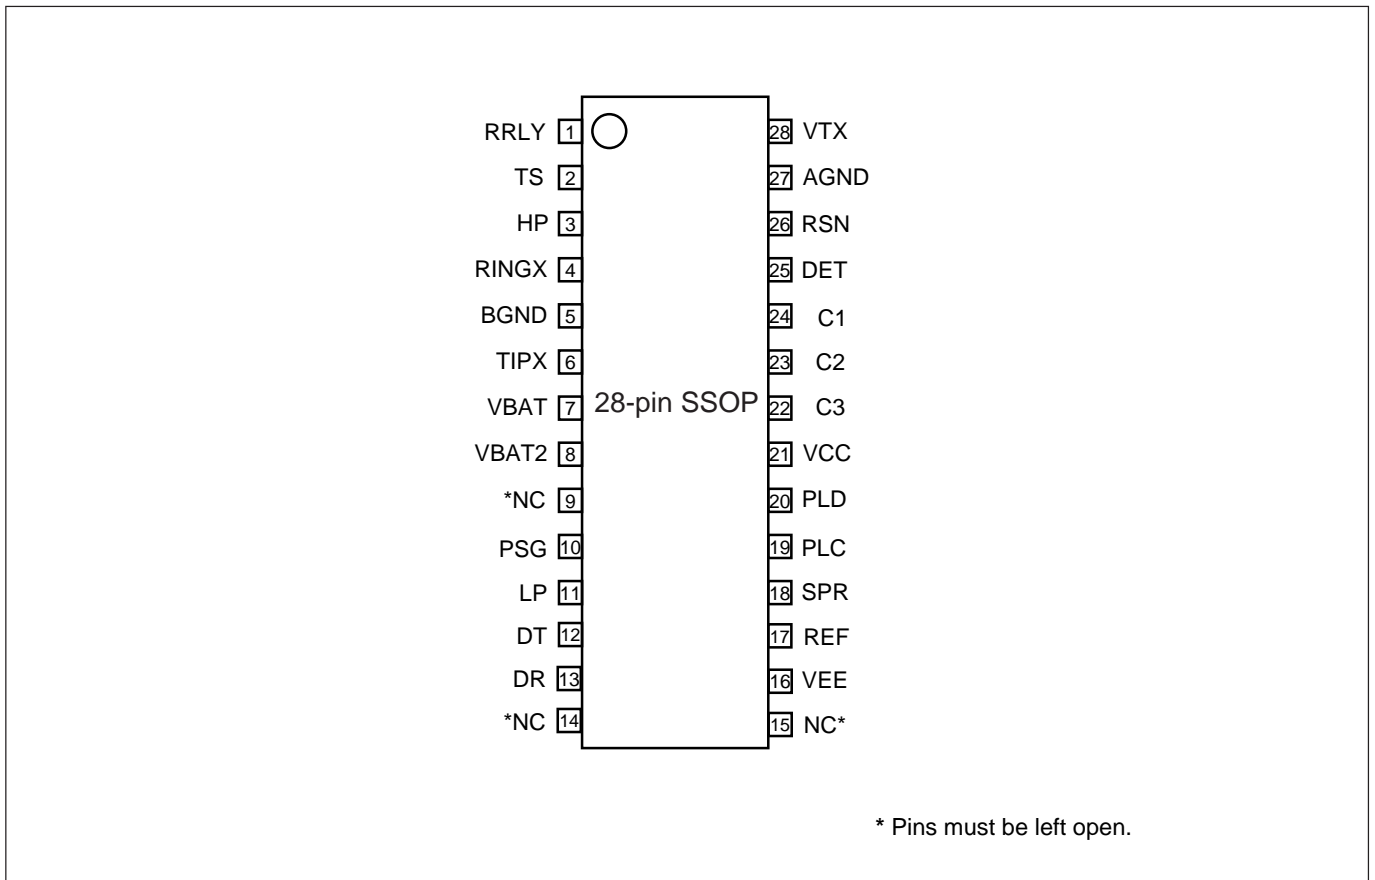 RRLY 1
TS 2
HP 3
RINGX 4
BGND 5
TIPX 6
VBAT 7
VBAT2 8
*NC 9
PSG 10
LP 11
DT 12
DR 13
*NC 14
28-pin SSOP
28 VTX
27 AGND
26 RSN
25 DET
24 C1
23 C2
22 C3
21 VCC
20 PLD
19 PLC
18 SPR
17 REF
16 VEE
15 NC*
* Pins must be left open.